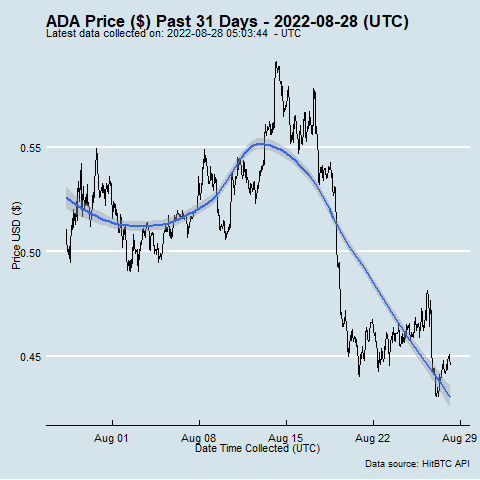 ADA Price ($) Past 31 Days - 2022-08-28 (UTC)
Latest data collected on: 2022-08-28 05:03:44  - UTC
Price USD ($)
0.55
0.50
0.45
Aug 01
Aug 08
Aug 15
Aug 22
Aug 29
Date Time Collected (UTC)
Data source: HitBTC API